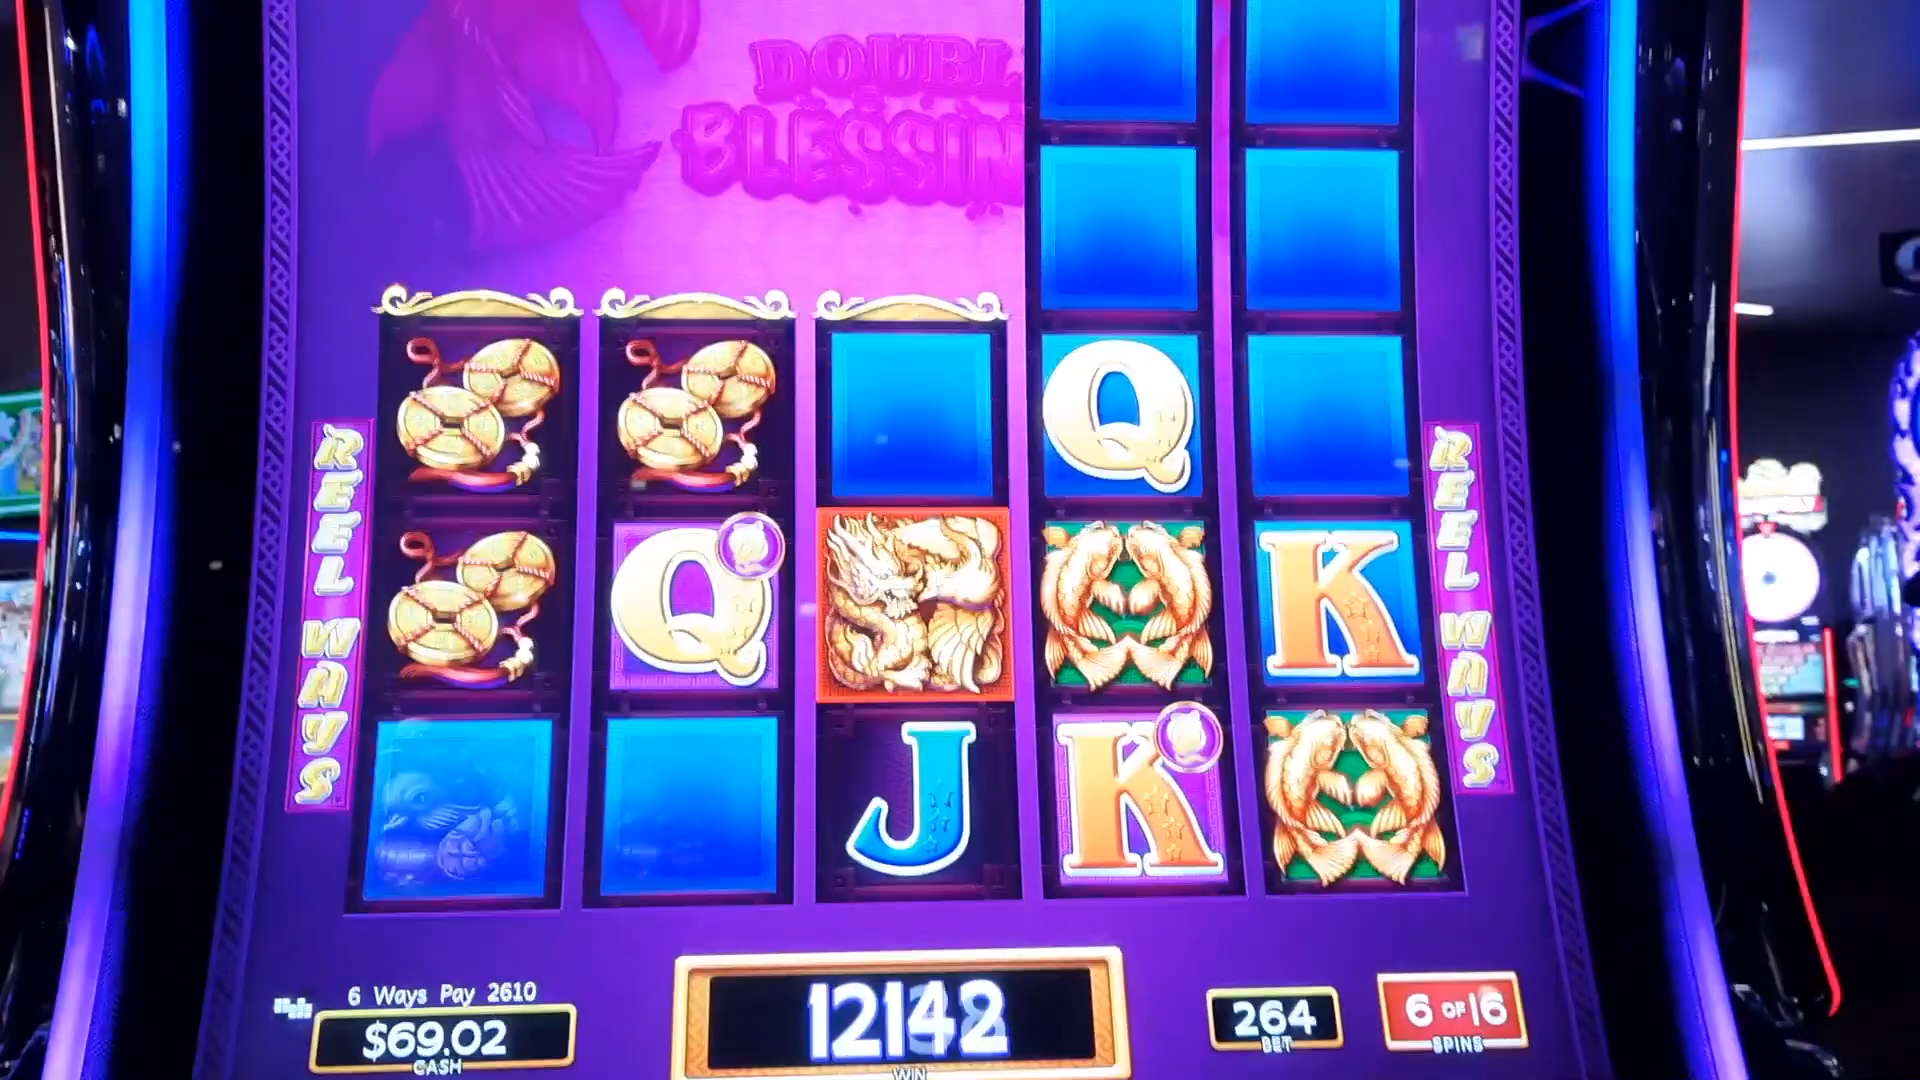 DOUBL
BLESSIN
REEL WAYS
REEL WAYS
Q
Q
K
J
K
6 Ways Pay 2610
$69.02
CASH
12142
WIN
264
BET
6 OF 16
SPINS